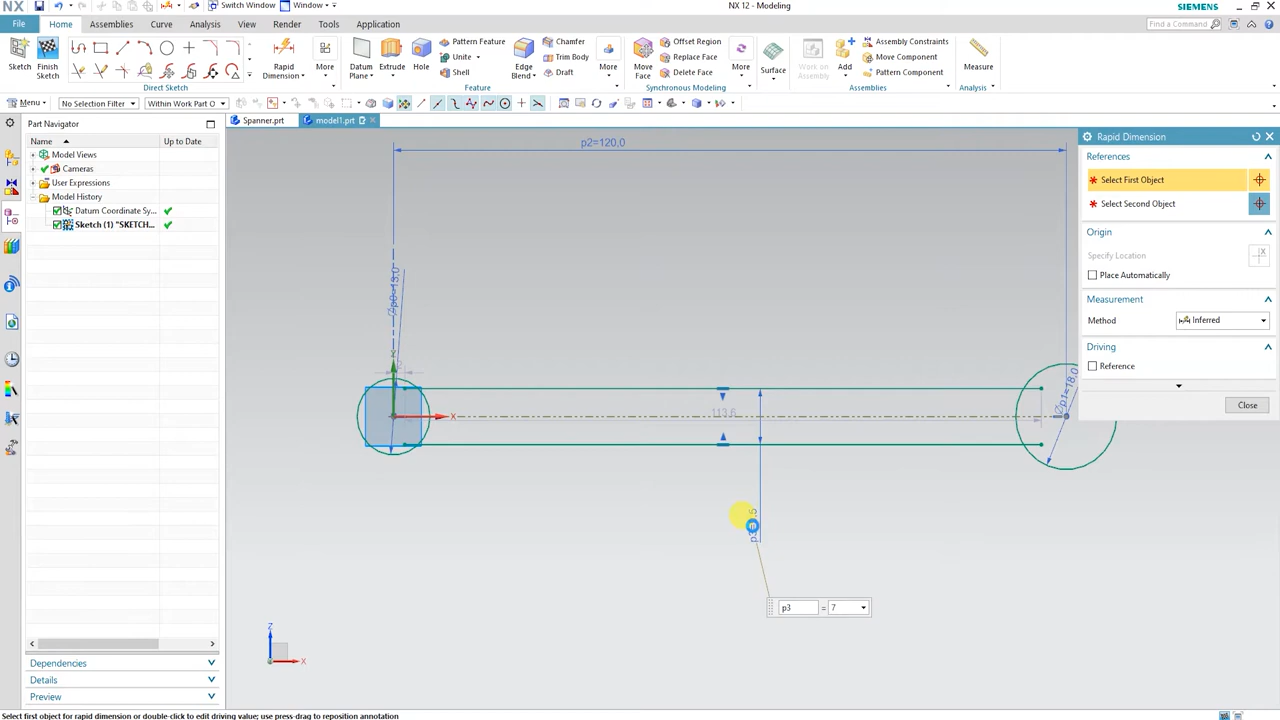 NX
Switch Window
Window
NX 12 - Modeling
SIEMENS
File
Home
Assemblies
Curve
Analysis
View
Render
Tools
Application
Find a Command
Sketch
Finish Sketch
Rapid Dimension
More
Direct Sketch
Datum Plane
Extrude
Hole
Pattern Feature
Unite
Shell
Edge Blend
Chamfer
Trim Body
Draft
More
Feature
Move Face
Offset Region
Replace Face
Delete Face
More
Synchronous Modeling
Surface
Work on Assembly
Add
Assembly Constraints
Move Component
Pattern Component
Assemblies
Measure
Analysis
Menu
No Selection Filter
Within Work Part O
Part Navigator
Spanner.prt
model1.prt
Name
Up to Date
Model Views
Cameras
User Expressions
Model History
Datum Coordinate Sy...
Sketch (1) "SKETCH...
Dependencies
Details
Preview
p2=120,0
X
113,6
Øp1=18,0
p3
=
7
Z
X
Rapid Dimension
References
* Select First Object
* Select Second Object
Origin
Specify Location
Place Automatically
Measurement
Method
Inferred
Driving
Reference
Close
Select first object for rapid dimension or double-click to edit driving value; use press-drag to reposition annotation